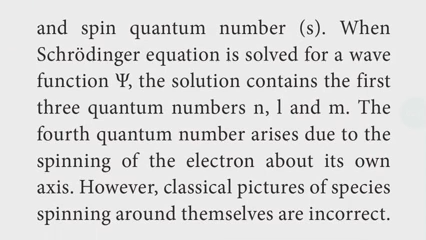 and spin quantum number (s). When
Schrödinger equation is solved for a wave
function Ψ, the solution contains the first
three quantum numbers n, l and m. The
fourth quantum number arises due to the
spinning of the electron about its own
axis. However, classical pictures of species
spinning around themselves are incorrect.